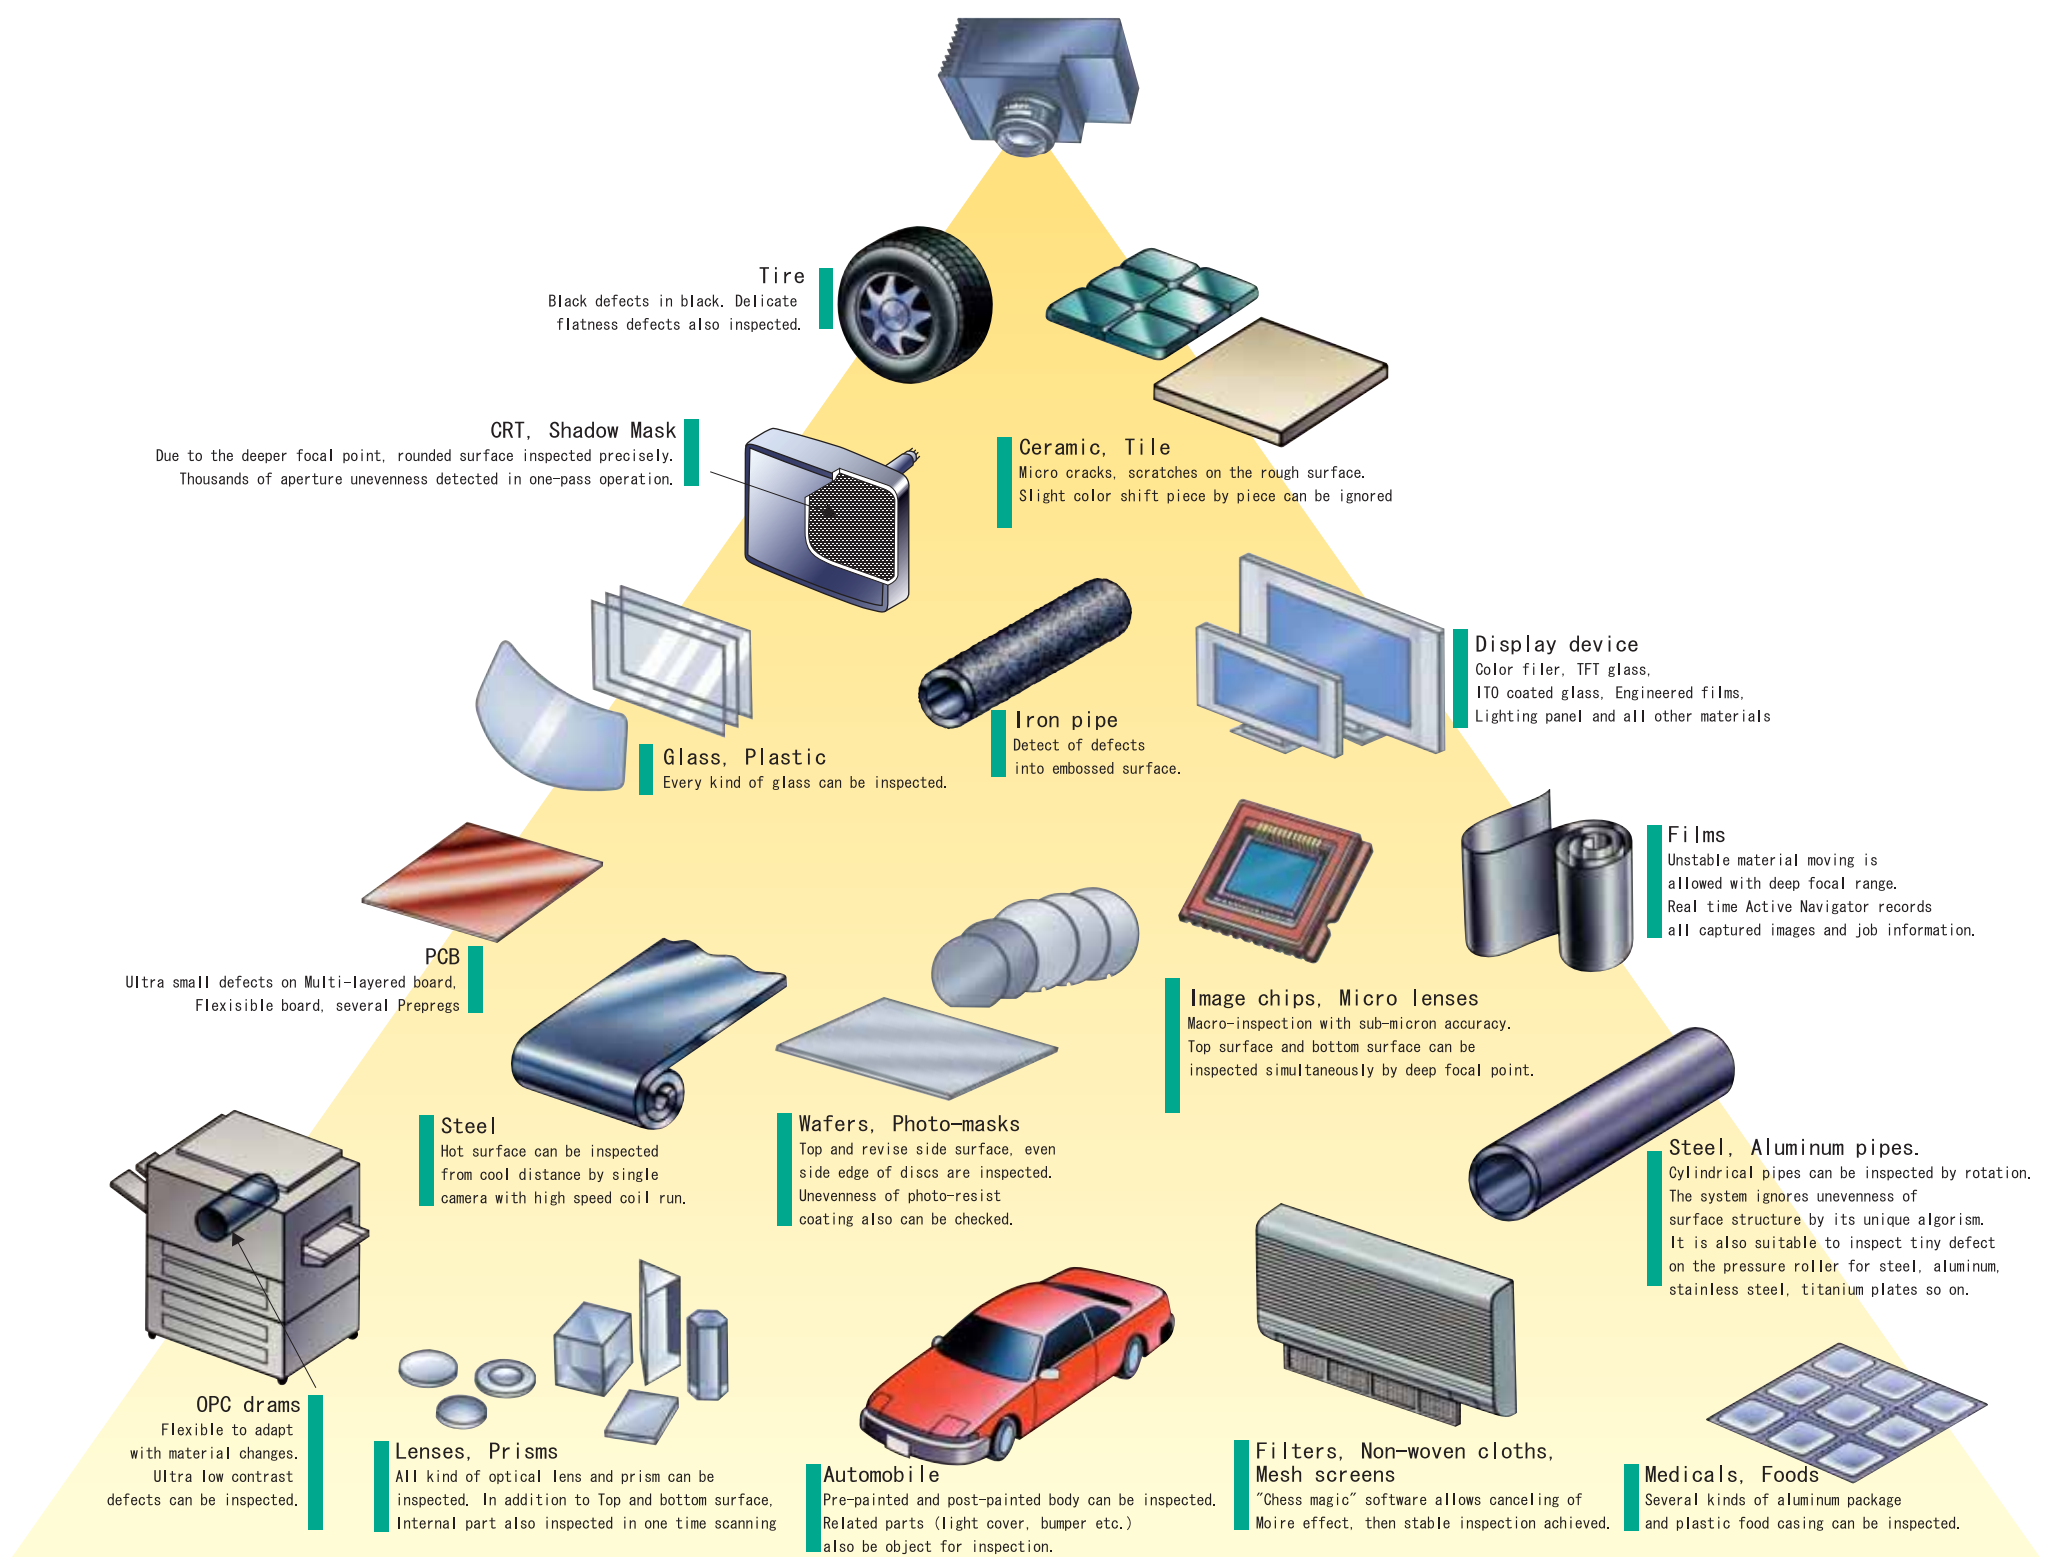 Tire
Black defects in black. Delicate
flatness defects also inspected.
CRT, Shadow Mask
Due to the deeper focal point, rounded surface inspected precisely.
Thousands of aperture unevenness detected in one-pass operation.
Ceramic, Tile
Micro cracks, scratches on the rough surface.
Slight color shift piece by piece can be ignored
Display device
Color filer, TFT glass,
ITO coated glass, Engineered films,
Lighting panel and all other materials
Iron pipe
Detect of defects
into embossed surface.
Glass, Plastic
Every kind of glass can be inspected.
Films
Unstable material moving is
allowed with deep focal range.
Real time Active Navigator records
all captured images and job information.
PCB
Ultra small defects on Multi-layered board,
Flexisible board, several Prepregs
Image chips, Micro lenses
Macro-inspection with sub-micron accuracy.
Top surface and bottom surface can be
inspected simultaneously by deep focal point.
Steel
Hot surface can be inspected
from cool distance by single
camera with high speed coil run.
Wafers, Photo-masks
Top and revise side surface, even
side edge of discs are inspected.
Unevenness of photo-resist
coating also can be checked.
Steel, Aluminum pipes.
Cylindrical pipes can be inspected by rotation.
The system ignores unevenness of
surface structure by its unique algorism.
It is also suitable to inspect tiny defect
on the pressure roller for steel, aluminum,
stainless steel, titanium plates so on.
OPC drams
Flexible to adapt
with material changes.
Ultra low contrast
defects can be inspected.
Lenses, Prisms
All kind of optical lens and prism can be
inspected. In addition to Top and bottom surface,
Internal part also inspected in one time scanning
Automobile
Pre-painted and post-painted body can be inspected.
Related parts (light cover, bumper etc.)
also be object for inspection.
Filters, Non-woven cloths,
Mesh screens
"Chess magic" software allows canceling of
Moire effect, then stable inspection achieved.
Medicals, Foods
Several kinds of aluminum package
and plastic food casing can be inspected.